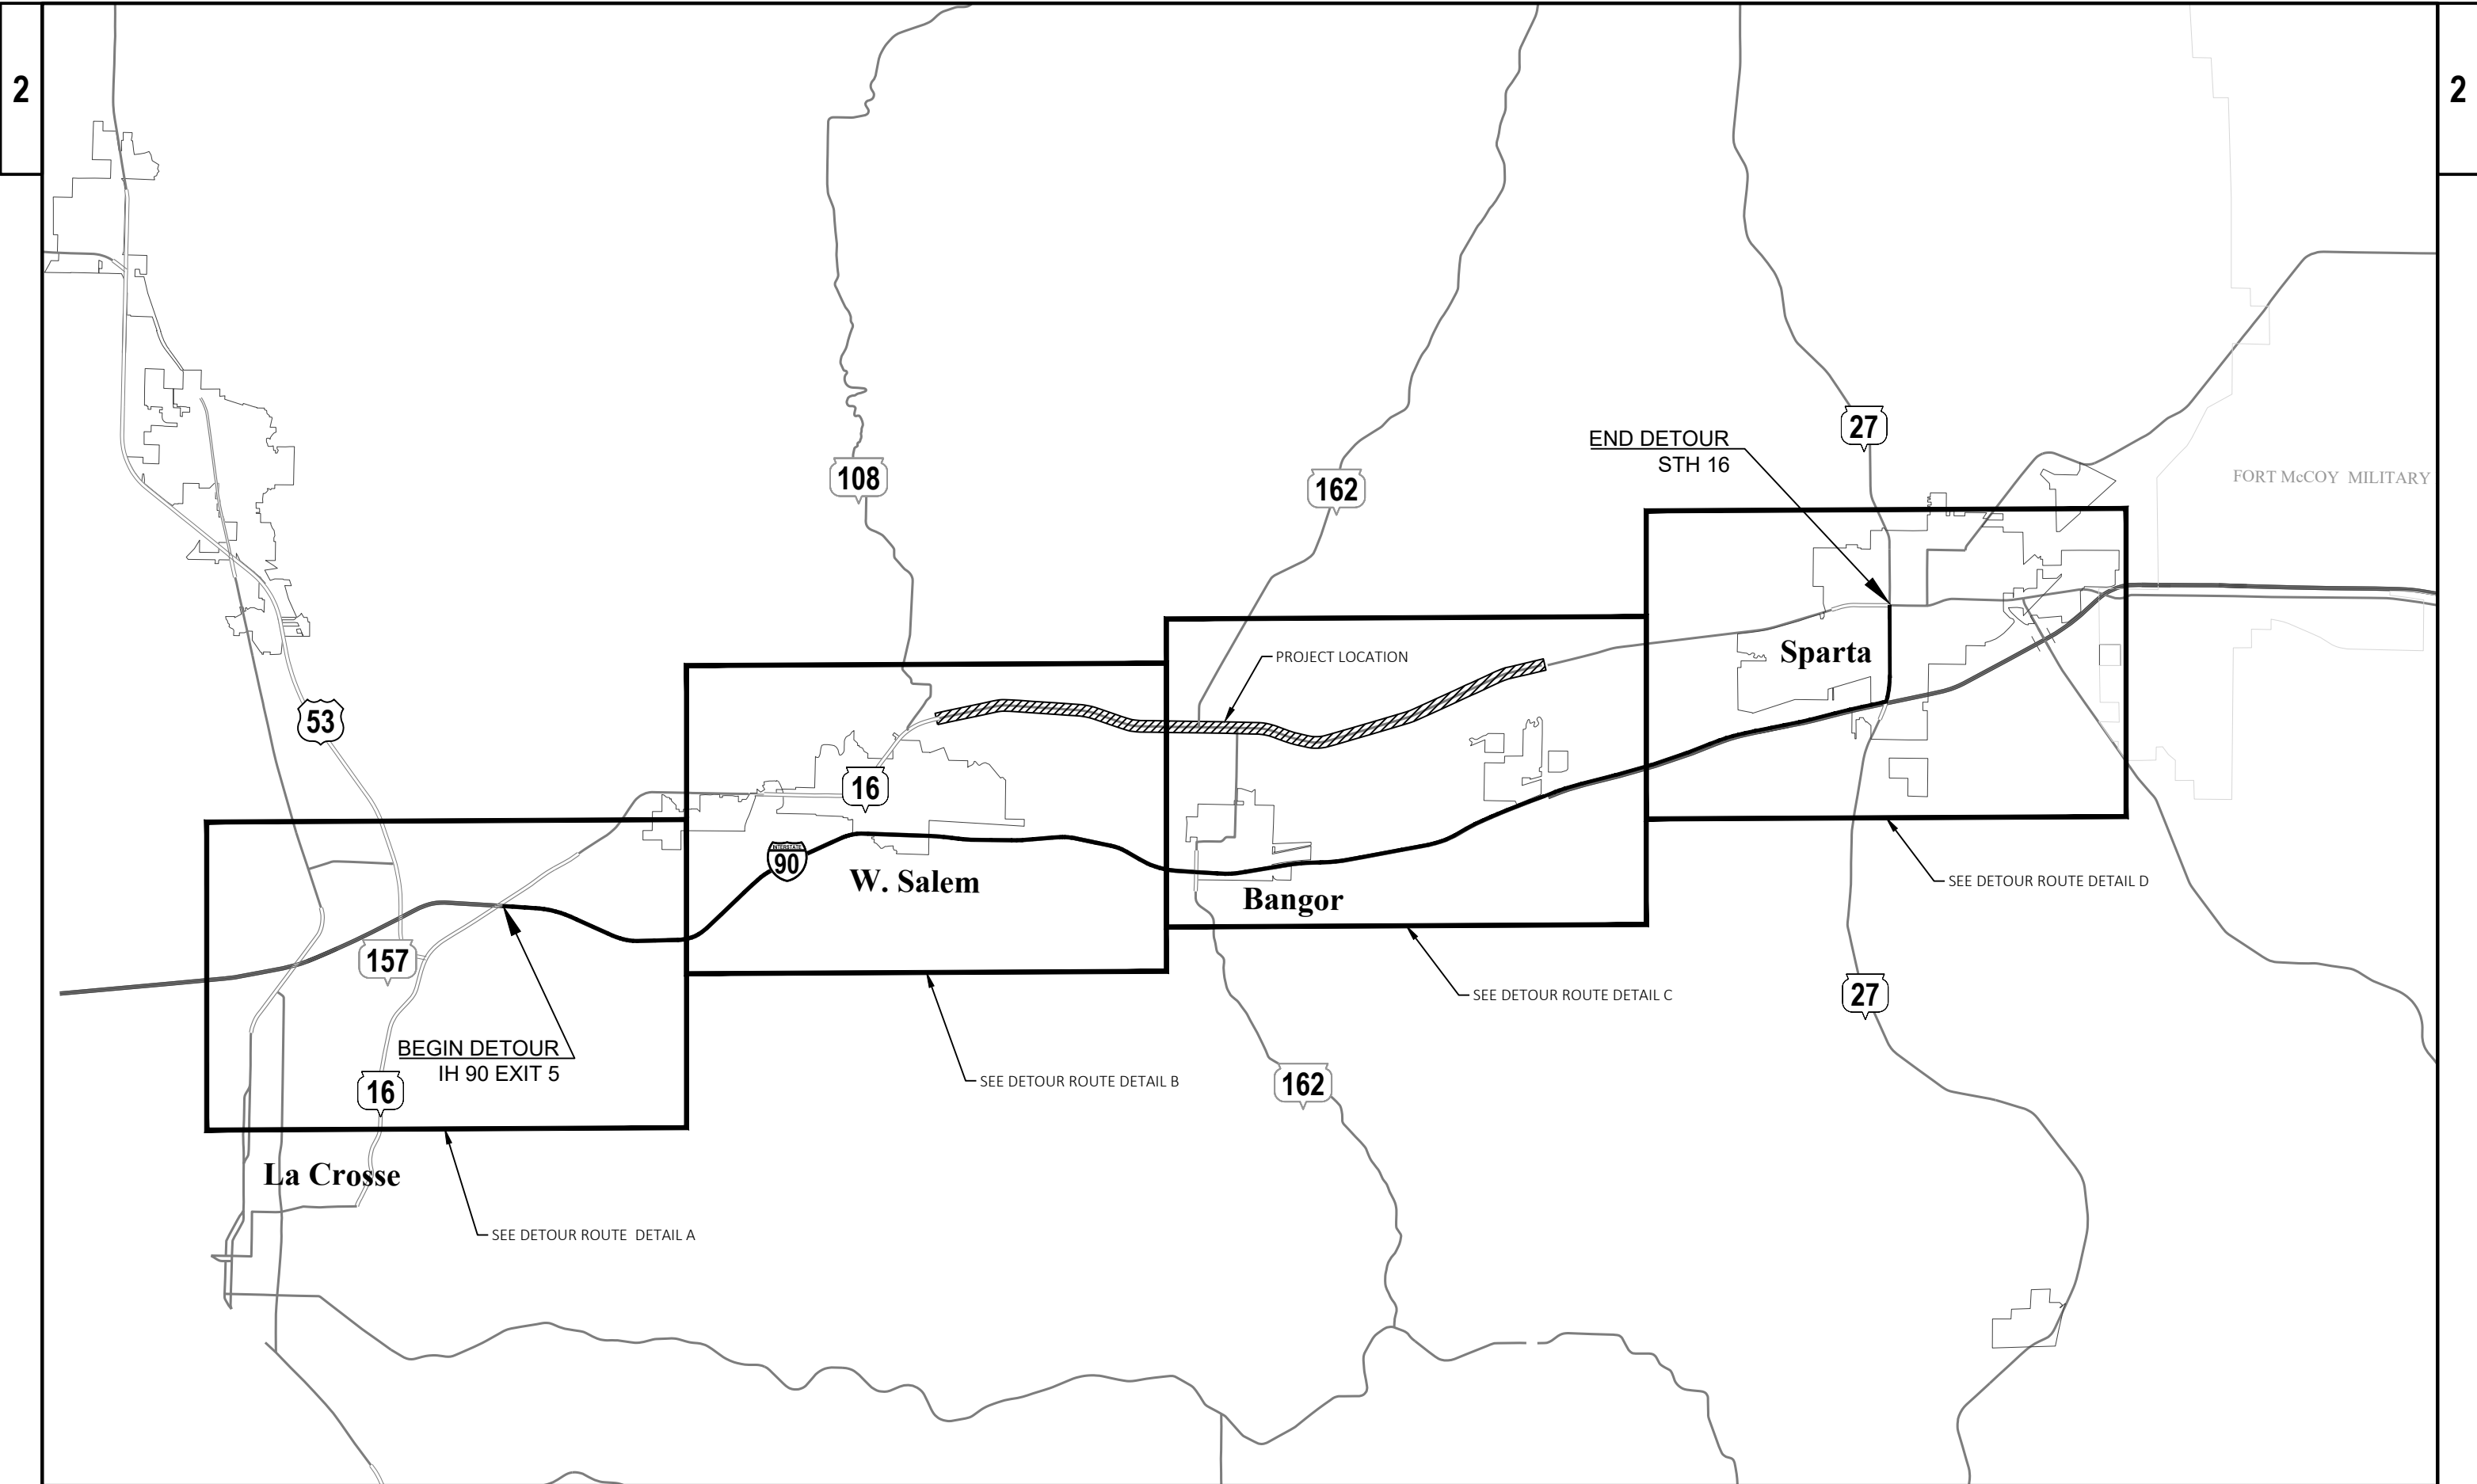 2
2
27
END DETOUR
STH 16
108
162
FORT McCOY MILITARY
Sparta
PROJECT LOCATION
53
16
INTERSTATE
90
W. Salem
Bangor
SEE DETOUR ROUTE DETAIL D
157
27
SEE DETOUR ROUTE DETAIL C
BEGIN DETOUR
IH 90 EXIT 5
16
SEE DETOUR ROUTE DETAIL B
162
La Crosse
SEE DETOUR ROUTE DETAIL A